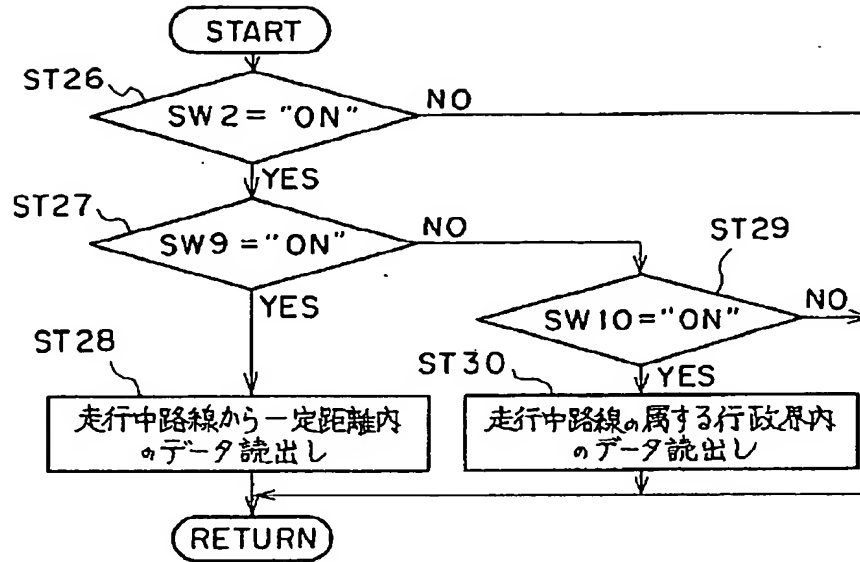 START
ST26
SW2="ON"
NO
YES
ST27
SW9="ON"
NO
ST29
YES
SW10="ON"
NO
ST28
ST30
YES
走行中路線から一定距離内
のデータ読出し
走行中路線の属する行政界内
のデータ読出し
RETURN